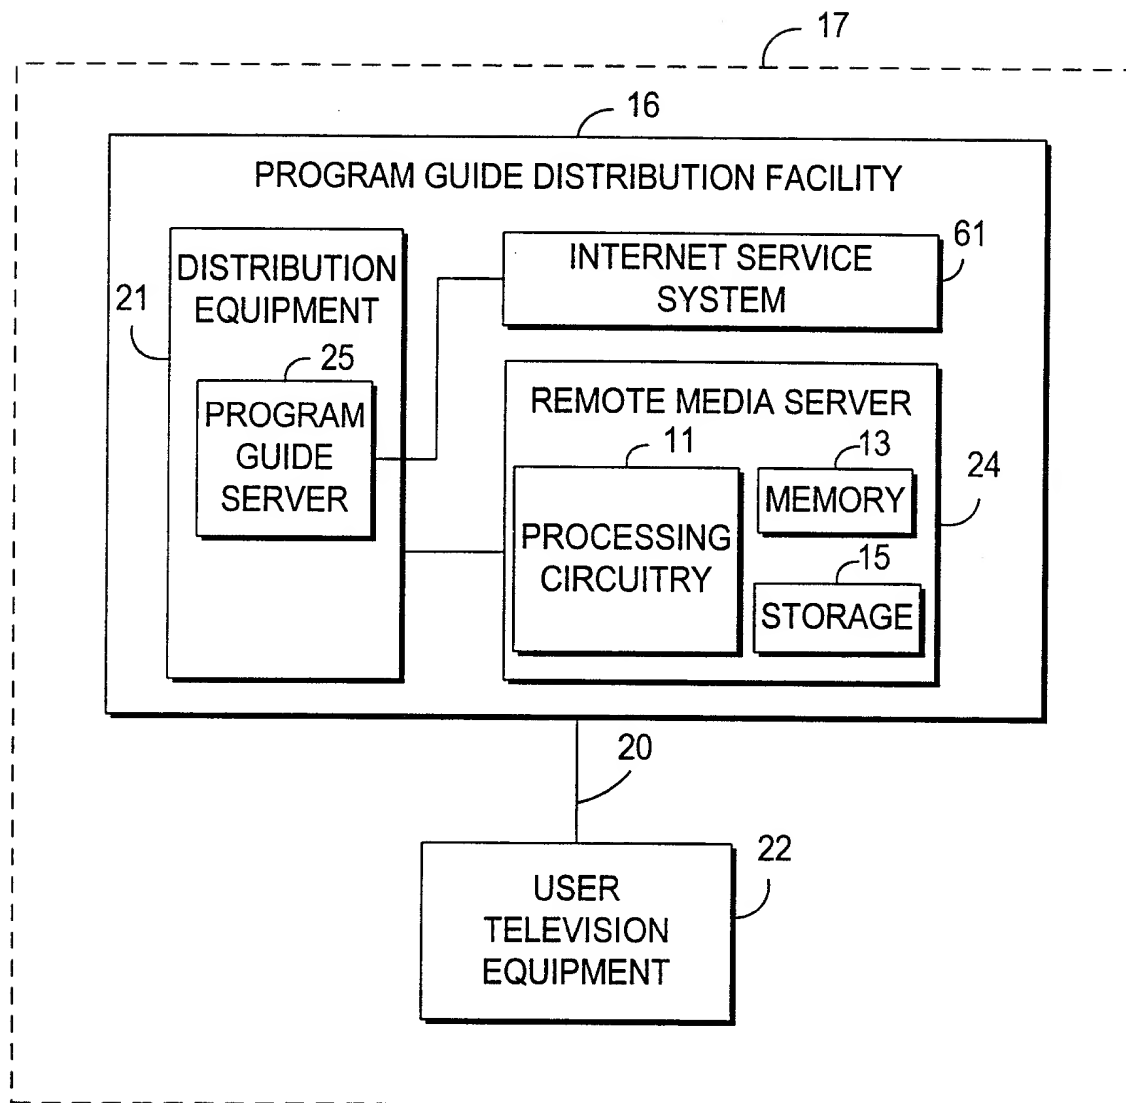 17
16
PROGRAM GUIDE DISTRIBUTION FACILITY
DISTRIBUTION
EQUIPMENT
21
25
PROGRAM
GUIDE
SERVER
INTERNET SERVICE
SYSTEM
61
REMOTE MEDIA SERVER
11
PROCESSING
CIRCUITRY
13
MEMORY
24
15
STORAGE
20
USER
TELEVISION
EQUIPMENT
22